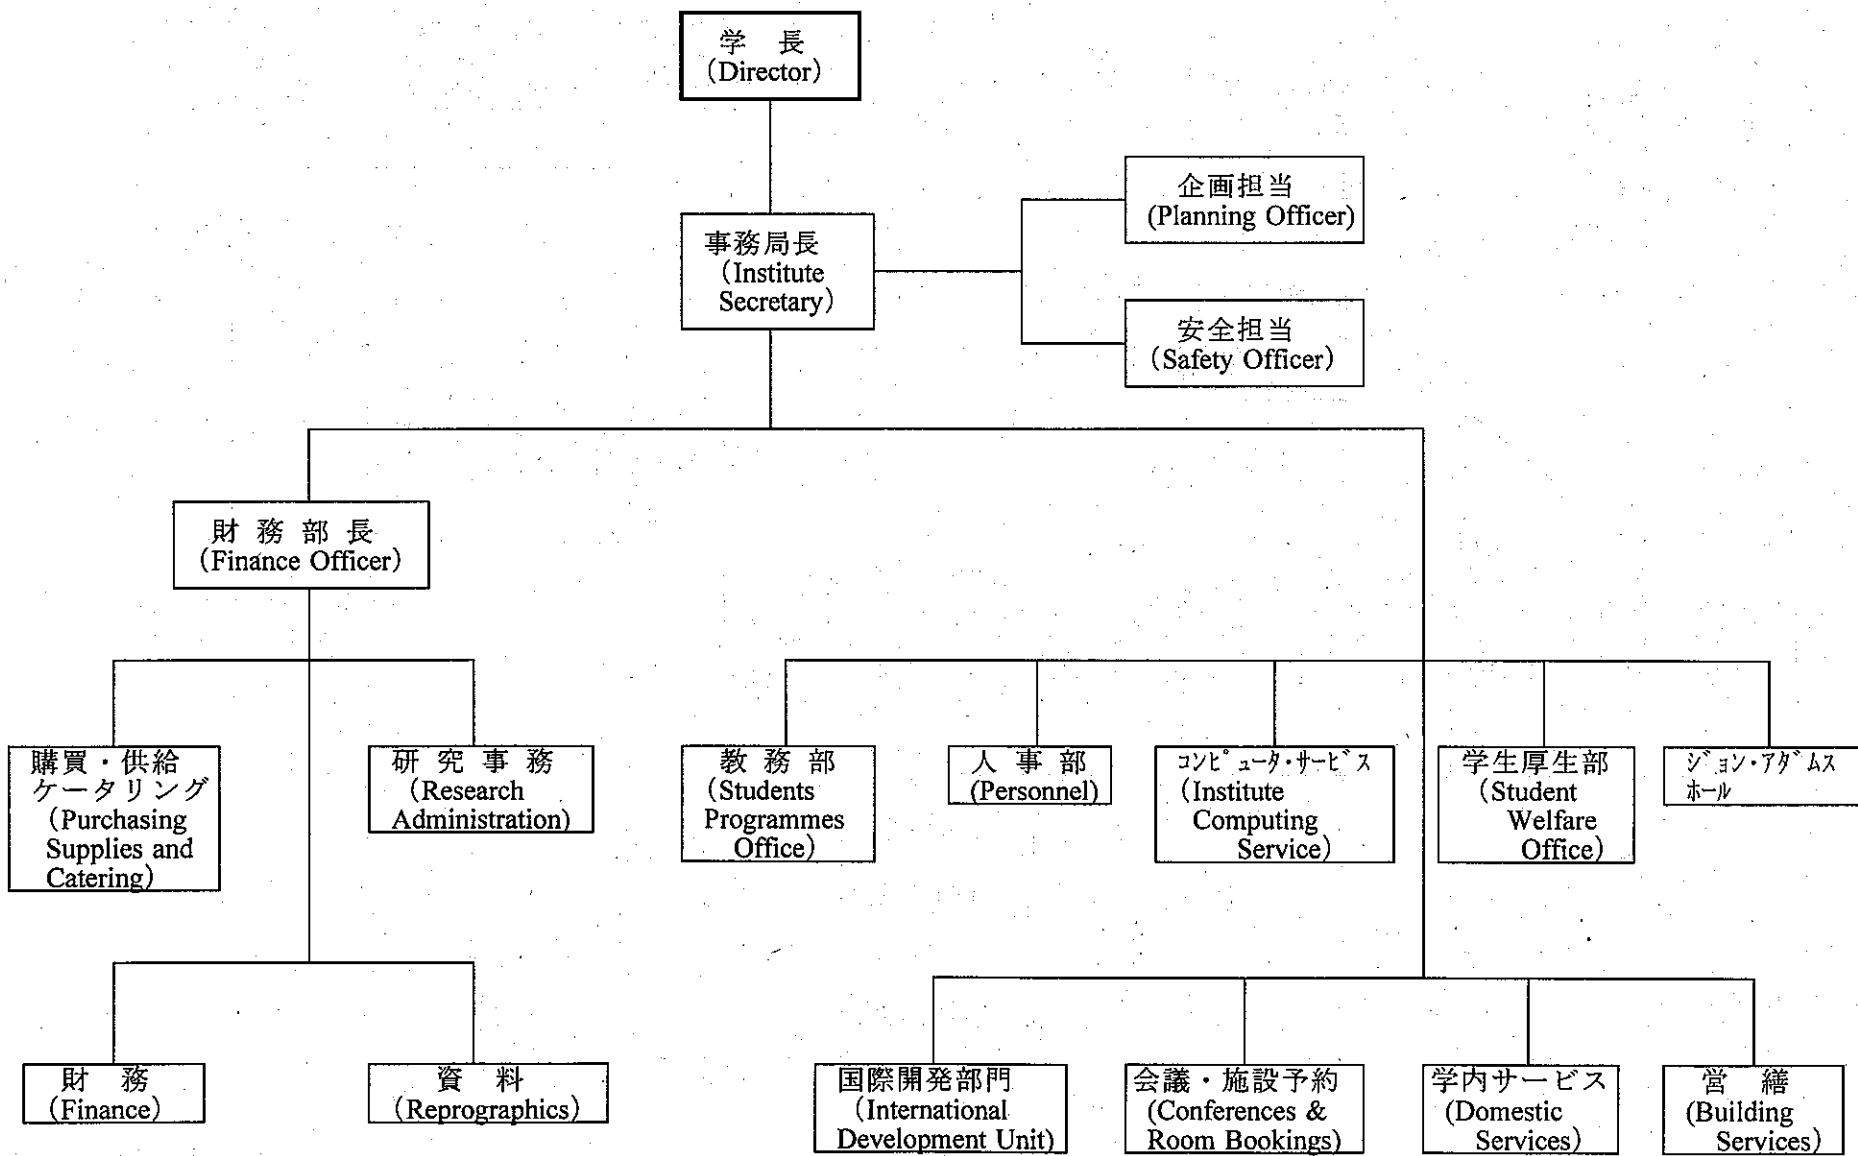 学長
(Director)
企画担当
(Planning Officer)
事務局長
(Institute
Secretary)
安全担当
(Safety Officer)
財務部長
(Finance Officer)
購買・供給
ケータリング
(Purchasing
Supplies and
Catering)
研究事務
(Research
Administration)
教務部
(Students
Programmes
Office)
人事部
(Personnel)
コンピュータ・サービス
(Institute
Computing
Service)
学生厚生部
(Student
Welfare
Office)
ジョン・アダムス
ホール
財務
(Finance)
資料
(Reprographics)
国際開発部門
(International
Development Unit)
会議・施設予約
(Conferences &
Room Bookings)
学内サービス
(Domestic
Services)
営繕
(Building
Services)